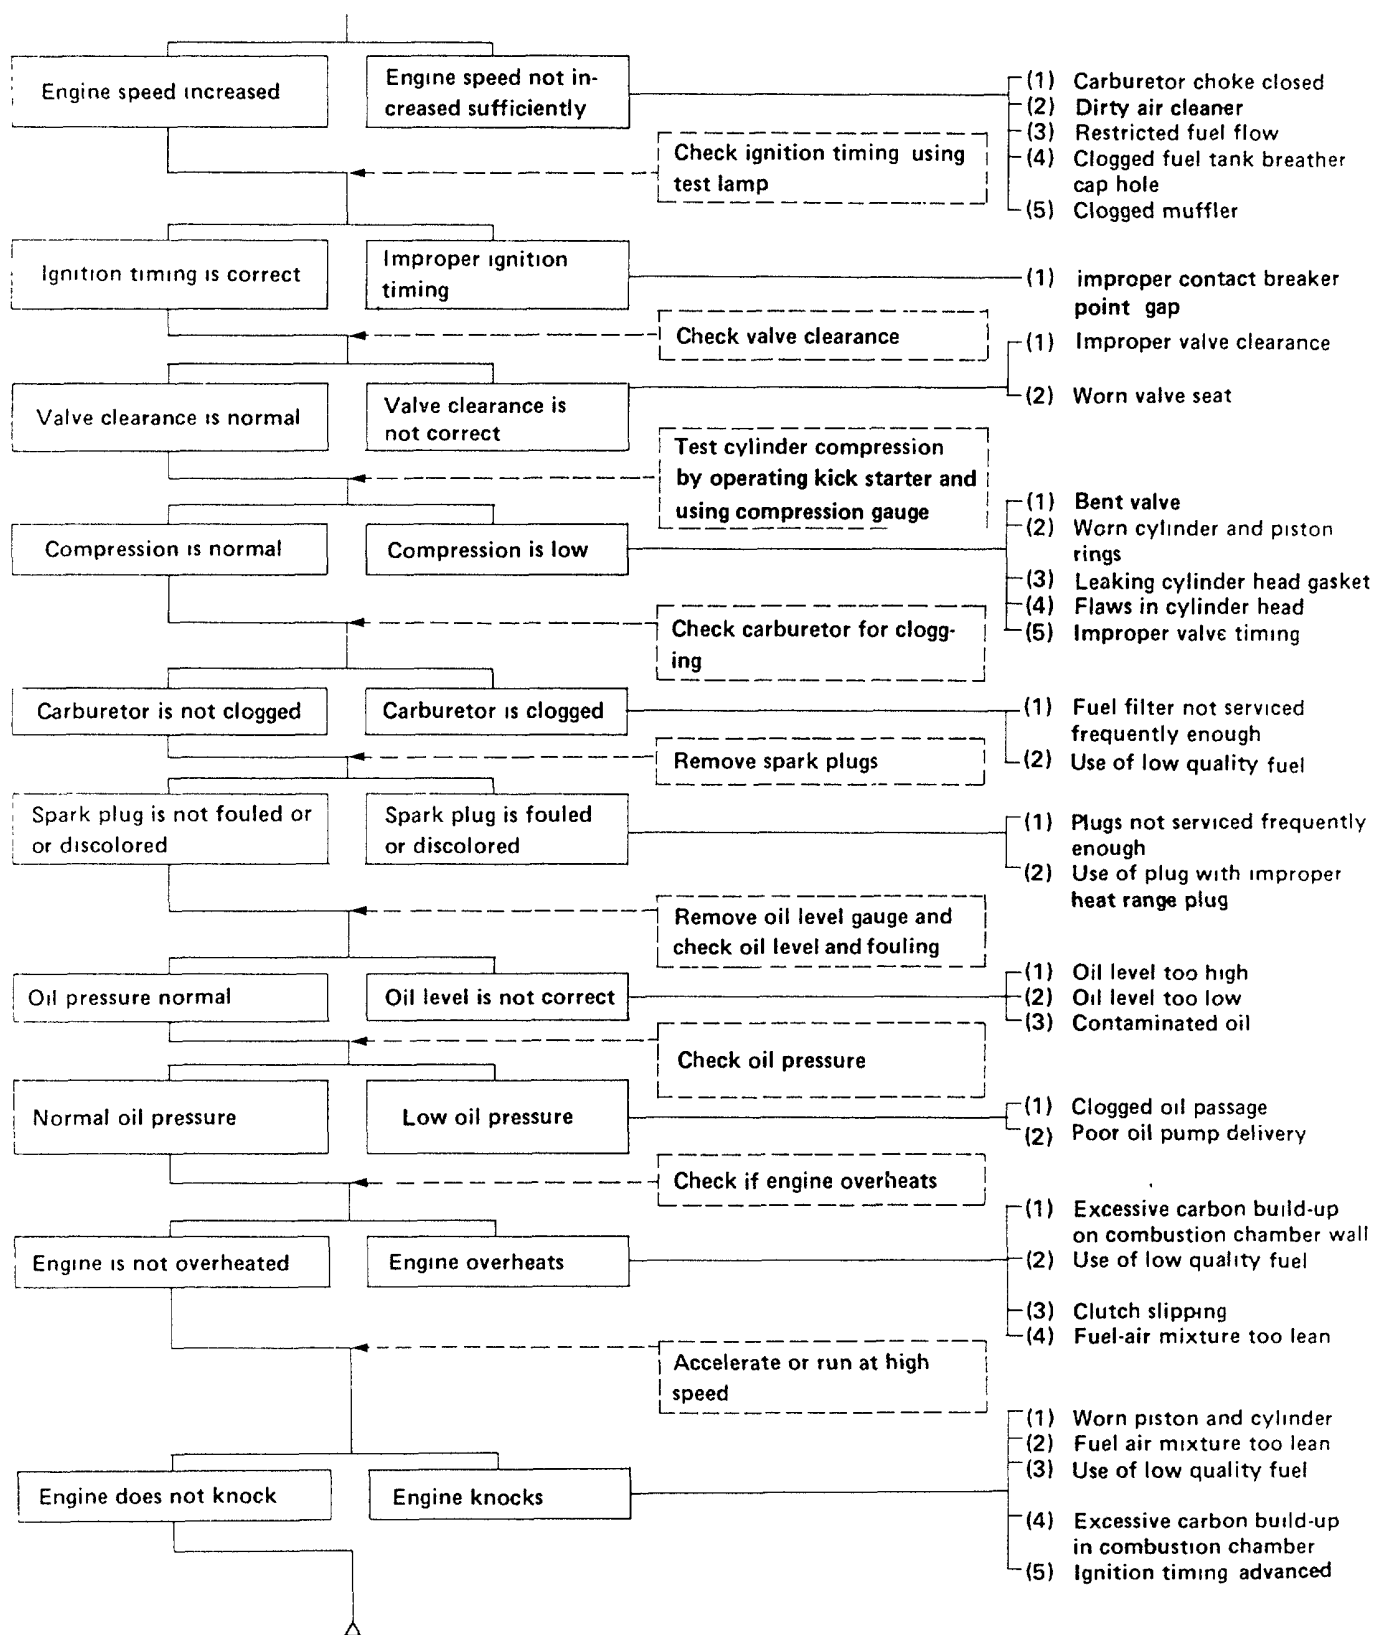 Engine speed increased
Engine speed not in-
creased sufficiently
(1) Carburetor choke closed
(2) Dirty air cleaner
(3) Restricted fuel flow
(4) Clogged fuel tank breather
cap hole
(5) Clogged muffler
Check ignition timing using
test lamp
Ignition timing is correct
Improper ignition
timing
(1) improper contact breaker
point gap
Check valve clearance
Valve clearance is normal
Valve clearance is
not correct
(1) Improper valve clearance
(2) Worn valve seat
Test cylinder compression
by operating kick starter and
using compression gauge
Compression is normal
Compression is low
(1) Bent valve
(2) Worn cylinder and piston
rings
(3) Leaking cylinder head gasket
(4) Flaws in cylinder head
(5) Improper valve timing
Check carburetor for clogg-
ing
Carburetor is not clogged
Carburetor is clogged
(1) Fuel filter not serviced
frequently enough
(2) Use of low quality fuel
Remove spark plugs
Spark plug is not fouled or
or discolored
Spark plug is fouled
or discolored
(1) Plugs not serviced frequently
enough
(2) Use of plug with improper
heat range plug
Remove oil level gauge and
check oil level and fouling
Oil pressure normal
Oil level is not correct
(1) Oil level too high
(2) Oil level too low
(3) Contaminated oil
Check oil pressure
Normal oil pressure
Low oil pressure
(1) Clogged oil passage
(2) Poor oil pump delivery
Check if engine overheats
Engine is not overheated
Engine overheats
(1) Excessive carbon build-up
on combustion chamber wall
(2) Use of low quality fuel
(3) Clutch slipping
(4) Fuel-air mixture too lean
Accelerate or run at high
speed
Engine does not knock
Engine knocks
(1) Worn piston and cylinder
(2) Fuel air mixture too lean
(3) Use of low quality fuel
(4) Excessive carbon build-up
in combustion chamber
(5) Ignition timing advanced